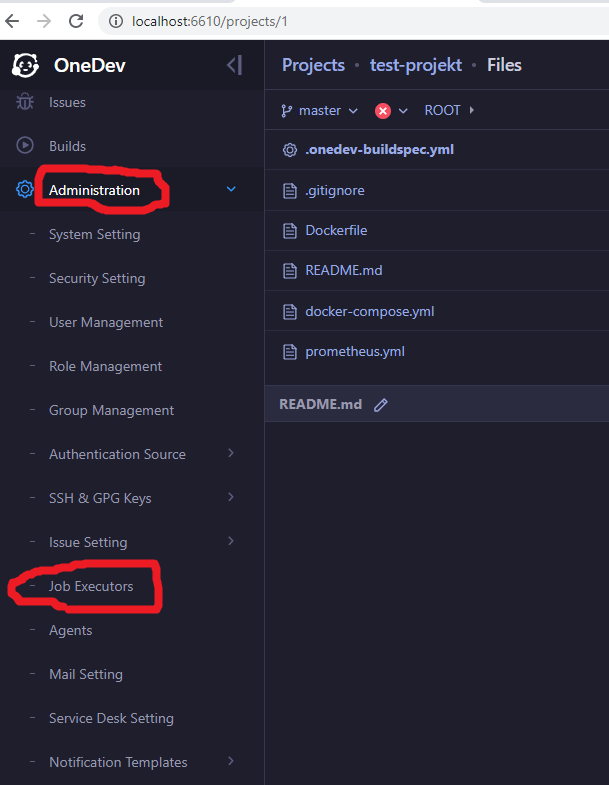 localhost:6610/projects/1
OneDev
Issues
Builds
Administration
System Setting
Security Setting
User Management
Role Management
Group Management
Authentication Source
SSH & GPG Keys
Issue Setting
Job Executors
Agents
Mail Setting
Service Desk Setting
Notification Templates
Projects • test-projekt • Files
master ROOT
.onedev-buildspec.yml
.gitignore
Dockerfile
README.md
docker-compose.yml
prometheus.yml
README.md